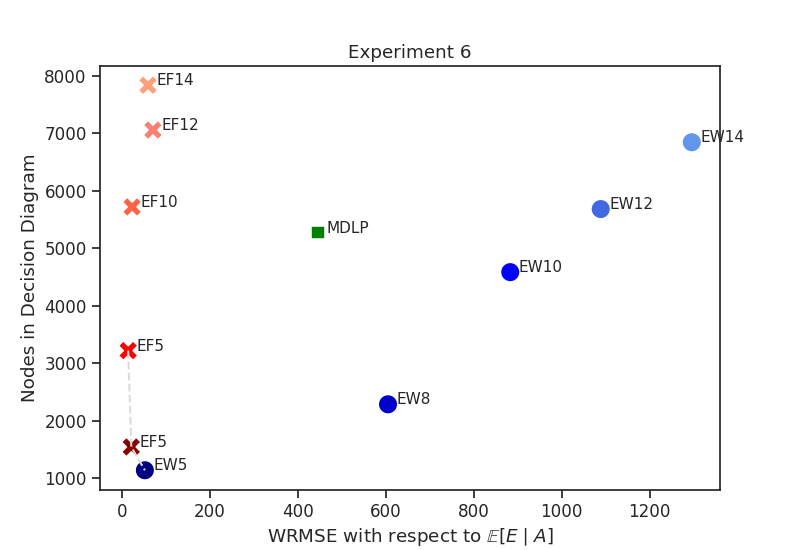 Experiment 6
8000
7000
6000
5000
4000
3000
2000
1000
Nodes in Decision Diagram
EF14
EF12
EW14
EF10
EW12
MDLP
EW10
EF5
EW8
EF5
EW5
0
200
400
600
800
1000
1200
WRMSE with respect to 𝔼[E | A]